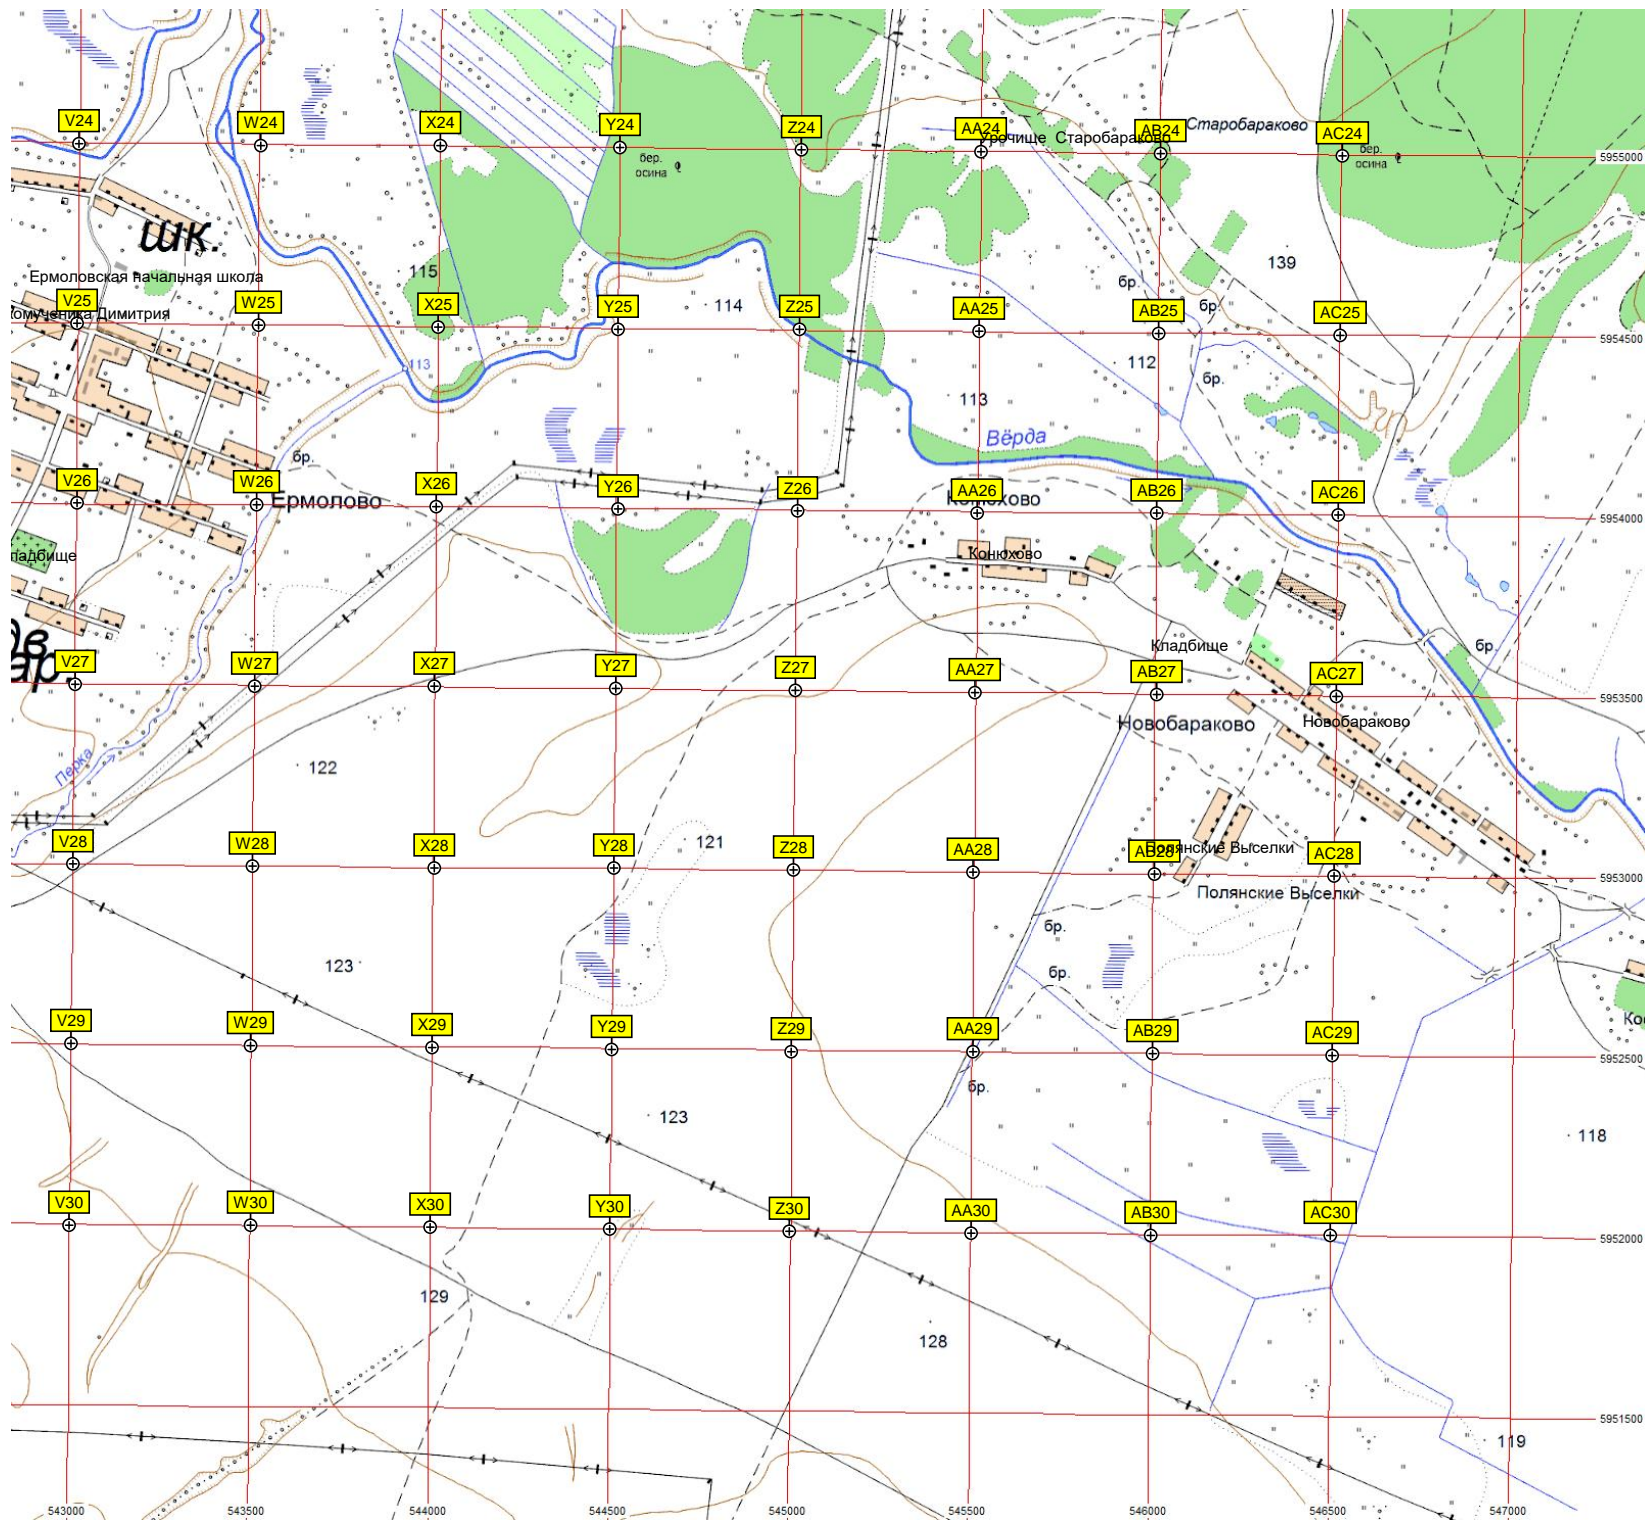 V24 W24 X24 Y24 Z24 AA24 AB24 Старобараково AC24
Урочище Старобараково
бер.
осина
бер.
осина
5955000
шк.
Ермоловская начальная школа
115
139
114
бр.
бр.
V25 W25 X25 Y25 Z25 AA25 AB25 AC25
Димитрия
5954500
113
112
бр.
113
Вёрда
бр.
V26 W26 X26 Y26 Z26 AA26 AB26 AC26
Ермолово
5954000
Конюхово
Кладбище
бр.
V27 W27 X27 Y27 Z27 AA27 AB27 AC27
5953500
Новобараково
Новобараково
Перка
122
V28 W28 X28 Y28 121 Z28 AA28 AB28 AC28
Полянские Выселки
5953000
Полянские Выселки
бр.
123
бр.
V29 W29 X29 Y29 Z29 AA29 AB29 AC29
5952500
бр.
123
118
V30 W30 X30 Y30 Z30 AA30 AB30 AC30
5952000
129
128
5951500
119
543000 543500 544000 544500 545000 545500 546000 546500 547000